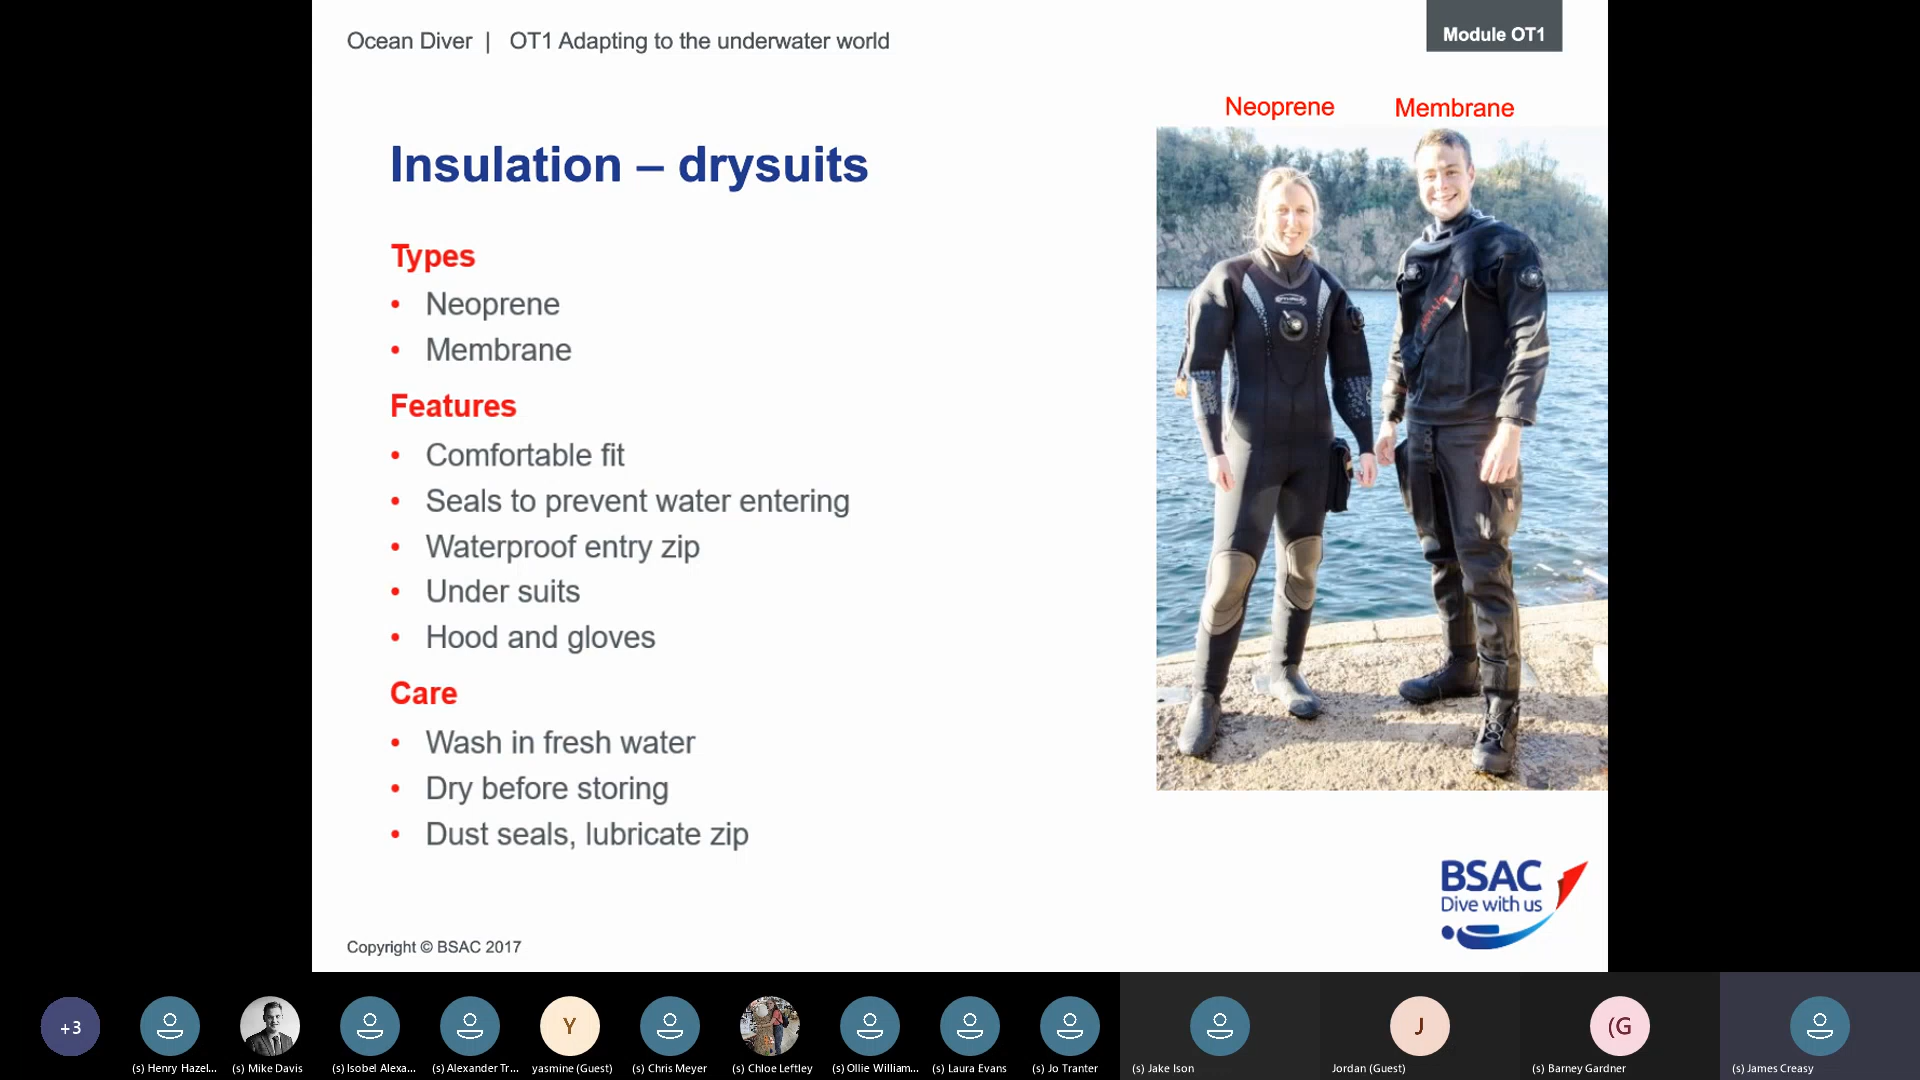 Ocean Diver | OT1 Adapting to the underwater world
Module OT1
Neoprene Membrane
Insulation – drysuits
Types
• Neoprene
• Membrane
Features
• Comfortable fit
• Seals to prevent water entering
• Waterproof entry zip
• Under suits
• Hood and gloves
Care
• Wash in fresh water
• Dry before storing
• Dust seals, lubricate zip
BSAC
Dive with us
Copyright © BSAC 2017
+3
Y
J
(G
(s) Henry Hazel...
(s) Mike Davis
(s) Isobel Alexa...
(s) Alexander Tr...
yasmine (Guest)
(s) Chris Meyer
(s) Chloe Leftley
(s) Ollie William...
(s) Laura Evans
(s) Jo Tranter
(s) Jake Ison
Jordan (Guest)
(s) Barney Gardner
(s) James Creasy